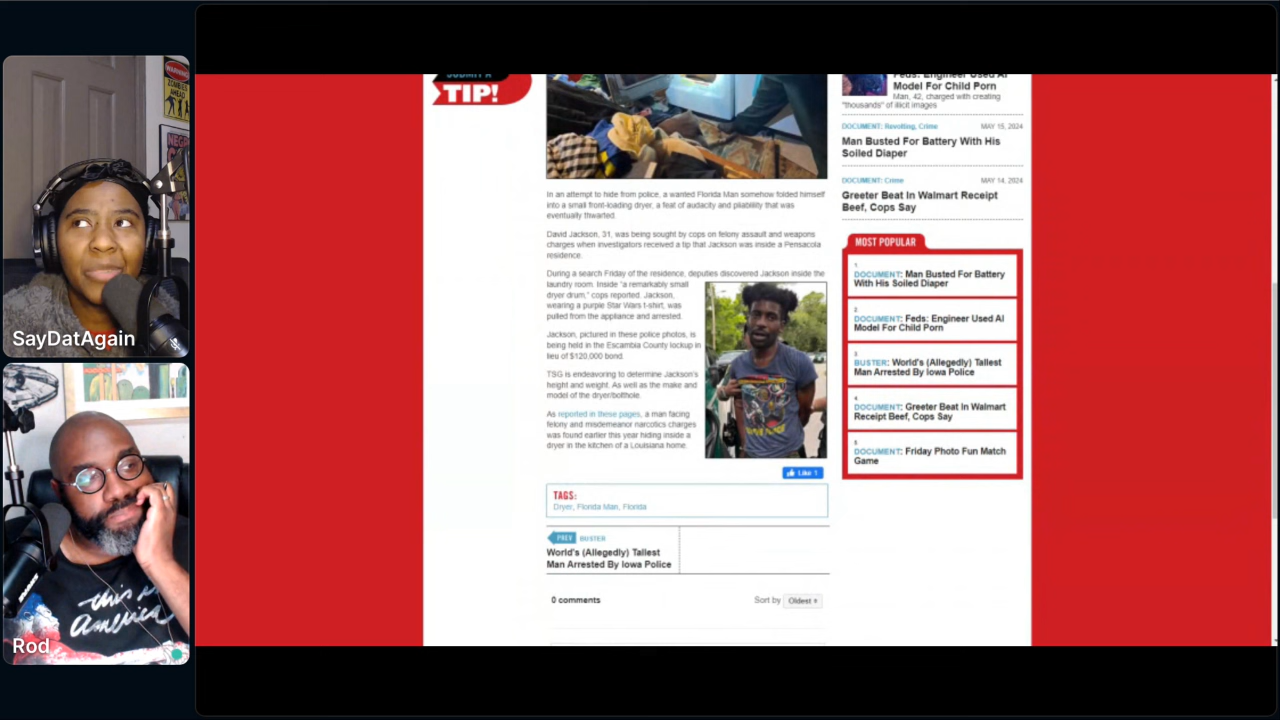 WARNING
ZOMBIES
AHEAD
SayDatAgain
this is
america
Rod
SUBMIT A
TIP!
In an attempt to hide from police, a wanted Florida Man somehow folded himself
into a small front-loading dryer, a feat of audacity and pliability that was
eventually thwarted.
David Jackson, 31, was being sought by cops on felony assault and weapons
charges when investigators received a tip that Jackson was inside a Pensacola
residence.
During a search Friday of the residence, deputies discovered Jackson inside the
laundry room. Inside “a remarkably small
dryer drum,” cops reported. Jackson,
wearing a purple Star Wars t-shirt, was
pulled from the appliance and arrested.
Jackson, pictured in these police photos, is
being held in the Escambia County lockup in
lieu of $120,000 bond.
TSG is endeavoring to determine Jackson’s
height and weight. As well as the make and
model of the dryer/bolthole.
As reported in these pages, a man facing
felony and misdemeanor narcotics charges
was found earlier this year hiding inside a
dryer in the kitchen of a Louisiana home.
Like 1
TAGS:
Dryer, Florida Man, Florida
PREV BUSTER
World's (Allegedly) Tallest
Man Arrested By Iowa Police
0 comments
Sort by Oldest
Feds: Engineer Used AI
Model For Child Porn
Man, 42, charged with creating
"thousands" of illicit images
DOCUMENT: Revolting, Crime MAY 15, 2024
Man Busted For Battery With His
Soiled Diaper
DOCUMENT: Crime MAY 14, 2024
Greeter Beat In Walmart Receipt
Beef, Cops Say
MOST POPULAR
1
DOCUMENT: Man Busted For Battery
With His Soiled Diaper
2
DOCUMENT: Feds: Engineer Used AI
Model For Child Porn
3
BUSTER: World's (Allegedly) Tallest
Man Arrested By Iowa Police
4
DOCUMENT: Greeter Beat In Walmart
Receipt Beef, Cops Say
5
DOCUMENT: Friday Photo Fun Match
Game